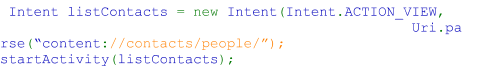 Intent listContacts = new Intent(Intent.ACTION_VIEW,
Uri.pa
rse(“content://contacts/people/”);
startActivity(listContacts);